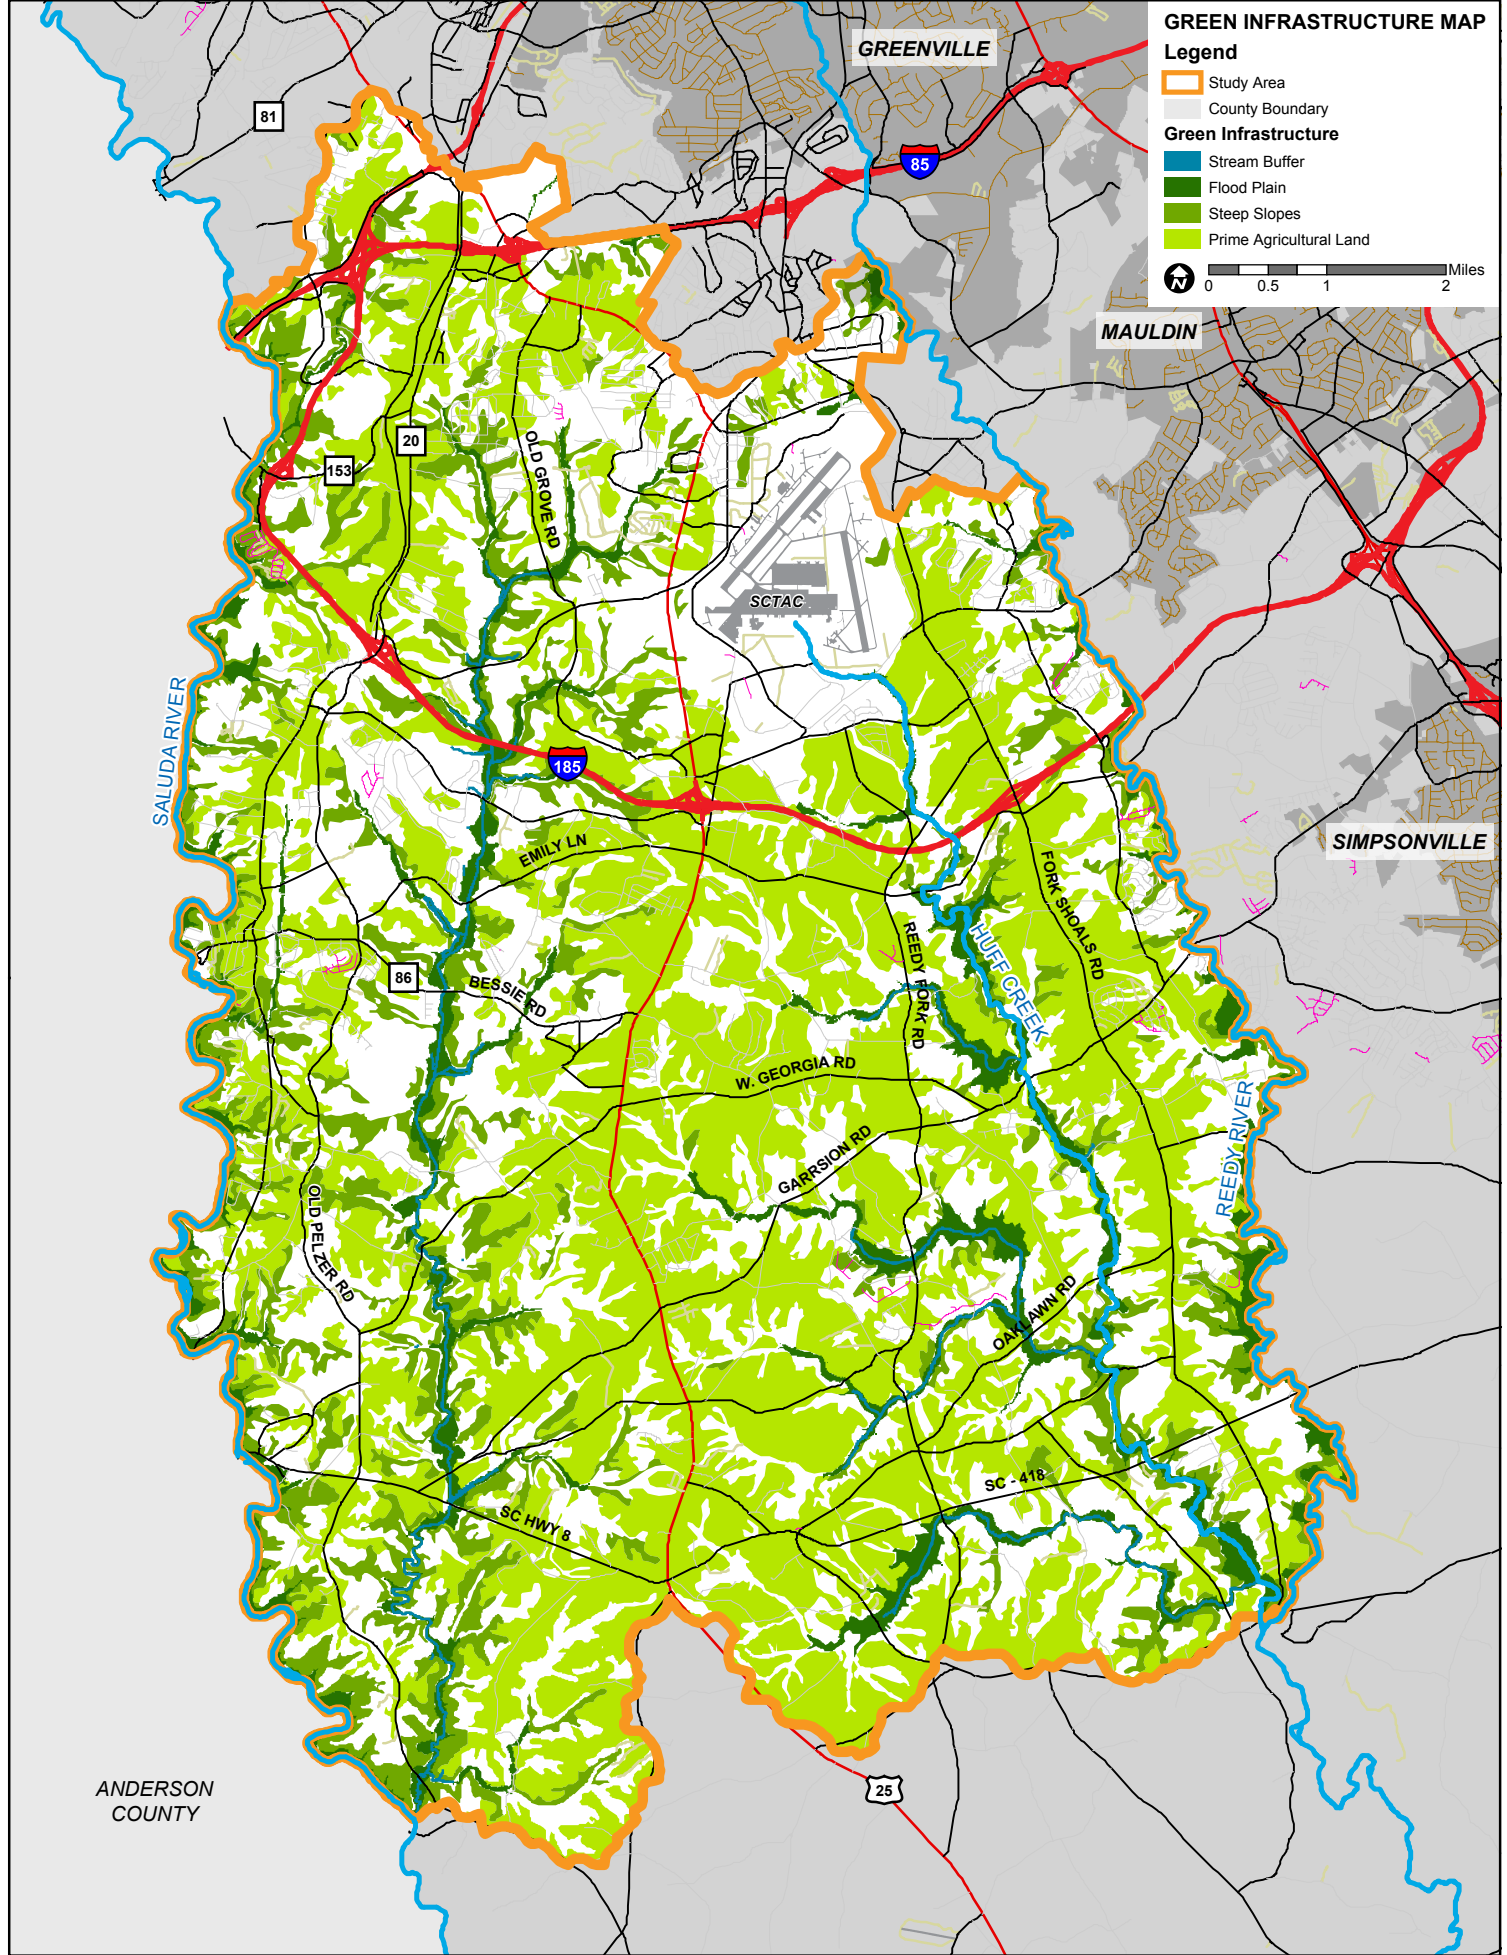 GREEN INFRASTRUCTURE MAP
Legend
Study Area
County Boundary
Green Infrastructure
Stream Buffer
Flood Plain
Steep Slopes
Prime Agricultural Land
N
Miles
0 0.5 1 2
GREENVILLE
81
85
MAULDIN
20
153
OLD GROVE RD
SCTAC
SALUDA RIVER
185
SIMPSONVILLE
EMILY LN
FORK SHOALS RD
REEDY FORK RD
HUFF CREEK
86
BESSIE RD
W. GEORGIA RD
REEDY RIVER
GARRSION RD
OLD PELZER RD
OAKLAWN RD
SC - 418
SC HWY 8
ANDERSON
COUNTY
25